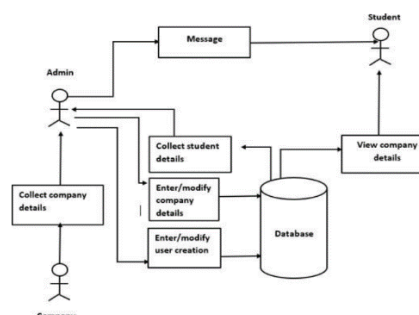 Student
Message
Admin
Collect student
details
View company
details
Collect company
details
Enter/modify
company
details
Database
Enter/modify
user creation